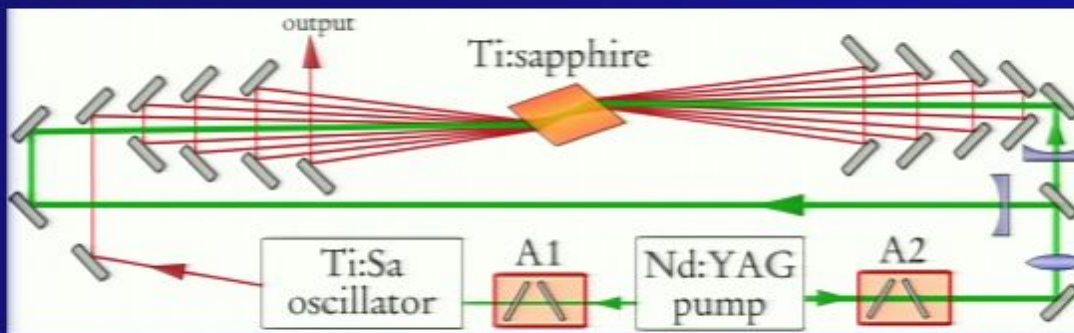 output
Ti:sapphire
Ti:Sa
oscillator
A1
Nd:YAG
pump
A2